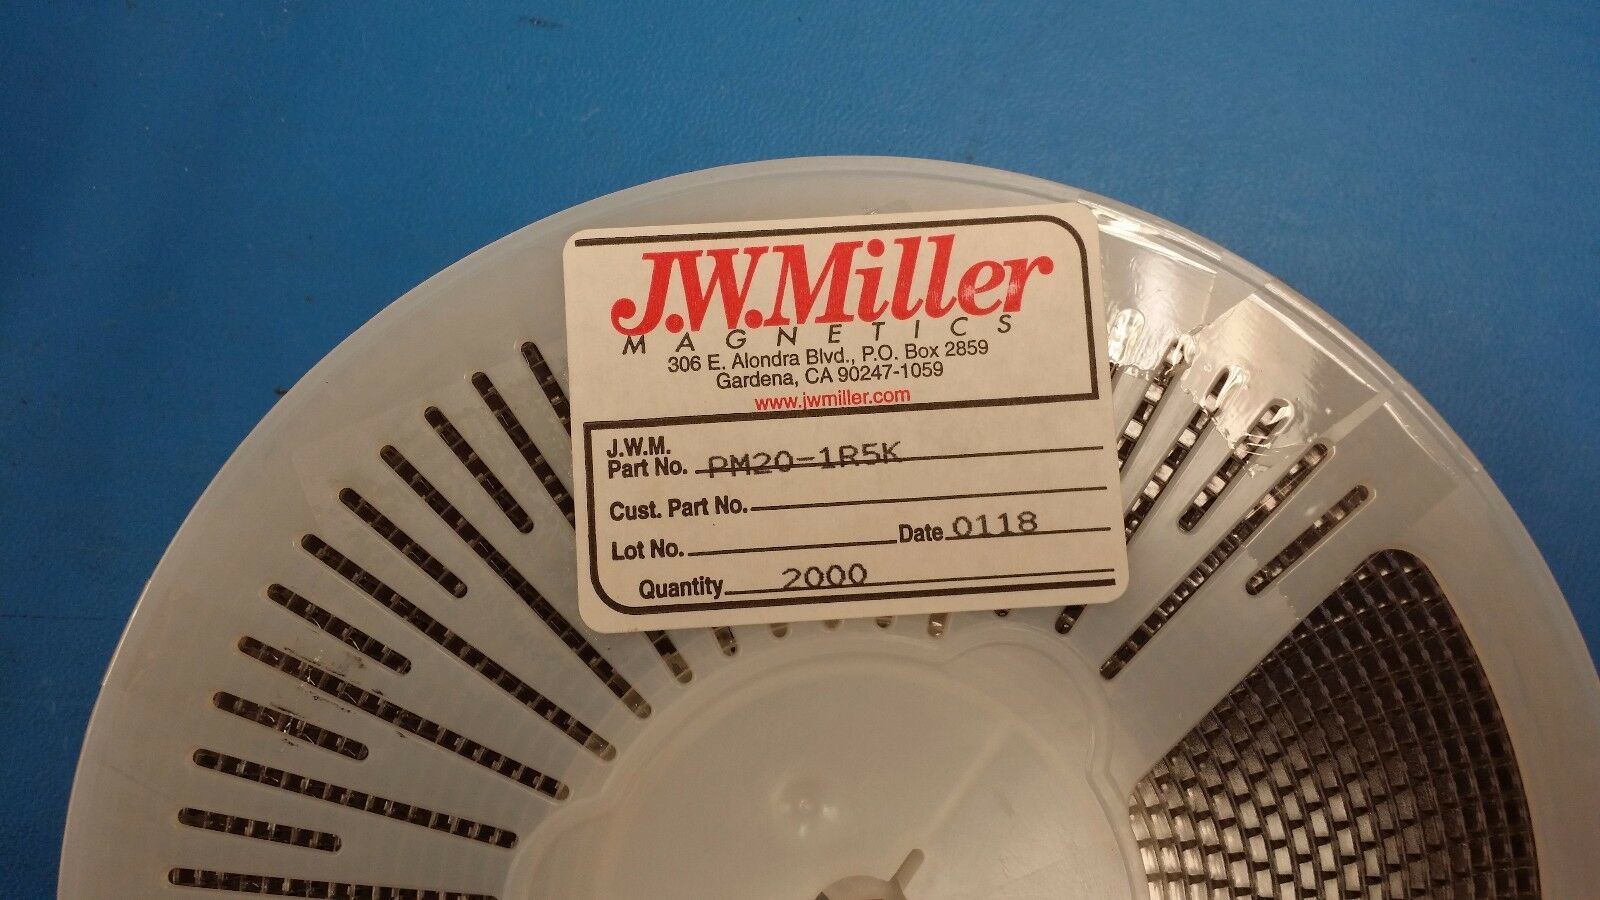 J.W.Miller
MAGNETICS
306 E. Alondra Blvd., P.O. Box 2859
Gardena, CA 90247-1059
www.jwmiller.com
J.W.M.
Part No. PM20-1R5K
Cust. Part No.
Lot No. Date 0118
Quantity 2000